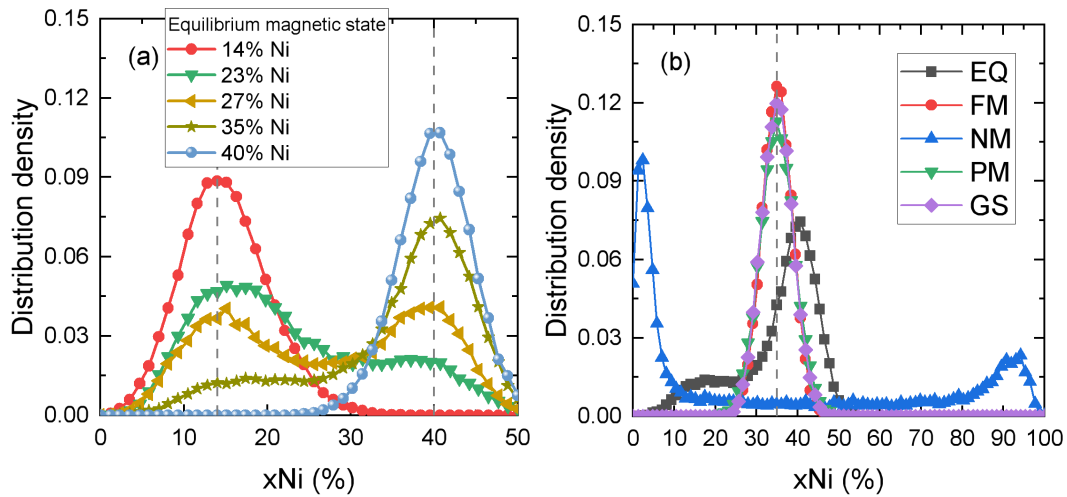 (a)
Equilibrium magnetic state
14% Ni
23% Ni
27% Ni
35% Ni
40% Ni
0.15
0.12
0.09
0.06
0.03
0.00
Distribution density
0
10
20
30
40
50
xNi (%)
(b)
EQ
FM
NM
PM
GS
0.15
0.12
0.09
0.06
0.03
0.00
Distribution density
0
10
20
30
40
50
60
70
80
90
100
xNi (%)